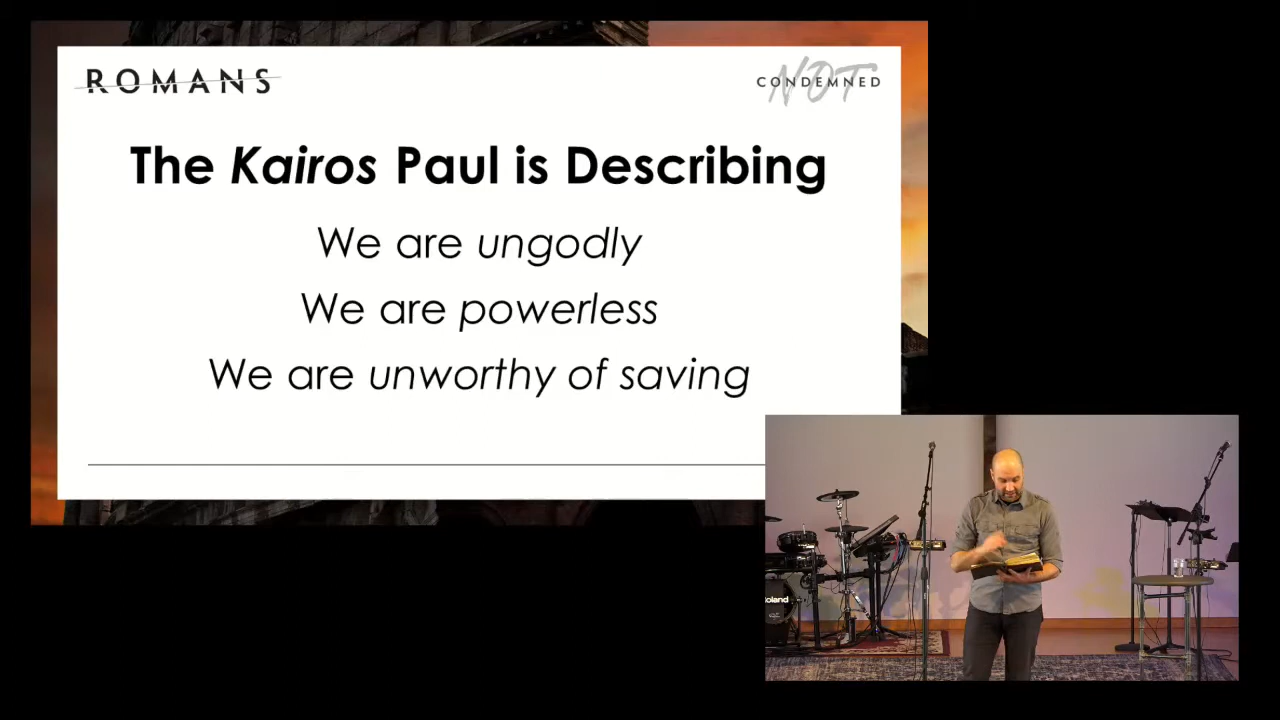 ROMANS
NOT
CONDEMNED
The Kairos Paul is Describing
We are ungodly
We are powerless
We are unworthy of saving
Roland